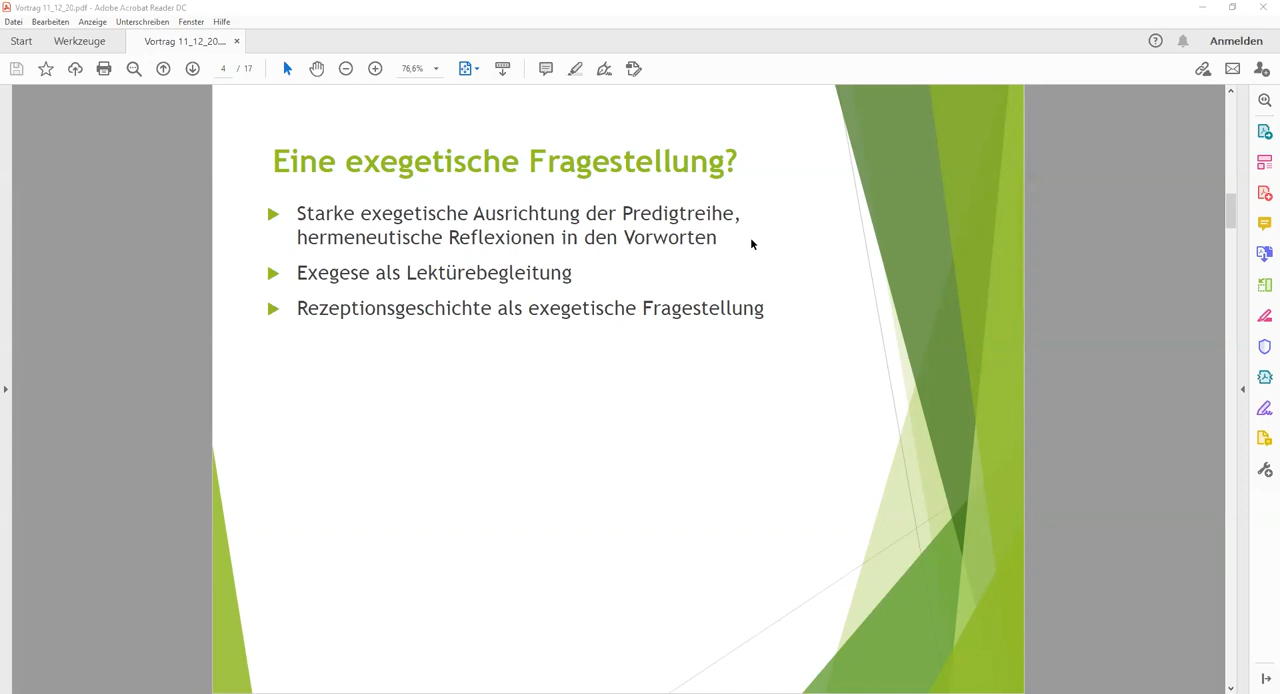 Vortrag 11_12_20.pdf - Adobe Acrobat Reader DC
Datei Bearbeiten Anzeige Unterschreiben Fenster Hilfe
Start Werkzeuge Vortrag 11_12_20... × Anmelden
4 / 17 76,6%
Eine exegetische Fragestellung?
Starke exegetische Ausrichtung der Predigtreihe,
hermeneutische Reflexionen in den Vorworten
Exegese als Lektürebegleitung
Rezeptionsgeschichte als exegetische Fragestellung